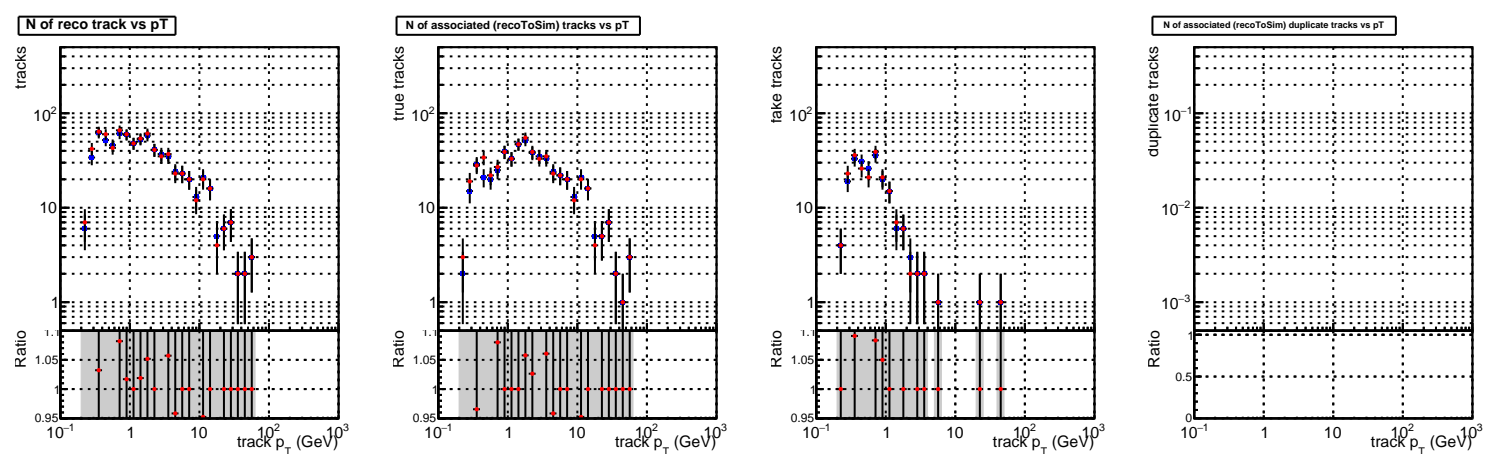 N of reco track vs pT
tracks
10²
10
1
Ratio
1.1
1.05
1
0.95
10⁻¹ 1 10 10² 10³
track p_T (GeV)
N of associated (recoToSim) tracks vs pT
true tracks
10²
10
1
Ratio
1.1
1.05
1
0.95
10⁻¹ 1 10 10² 10³
track p_T (GeV)
fake tracks
10²
10
1
Ratio
1.1
1.05
1
0.95
10⁻¹ 1 10 10² 10³
track p_T (GeV)
N of associated (recoToSim) duplicate tracks vs pT
duplicate tracks
10⁻¹
10⁻²
10⁻³
Ratio
1
0.5
0
10⁻¹ 1 10 10² 10³
track p_T (GeV)